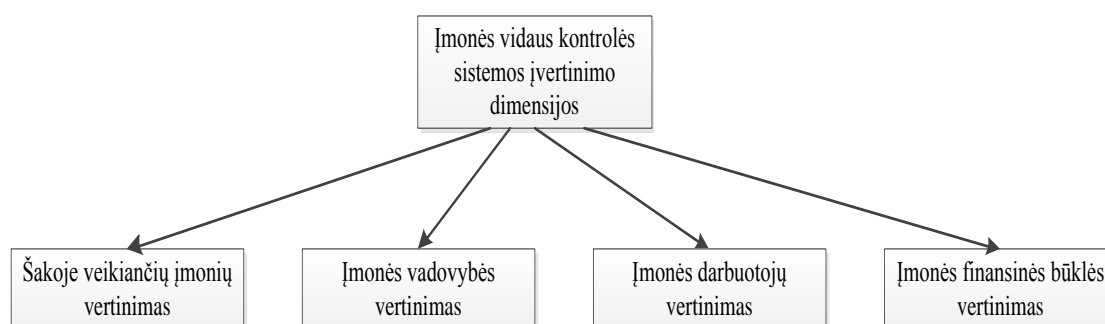 Įmonės vidaus kontrolės
sistemos įvertinimo
dimensijos
Šakoje veikiančių įmonių
vertinimas
Įmonės vadovybės
vertinimas
Įmonės darbuotojų
vertinimas
Įmonės finansinės būklės
vertinimas